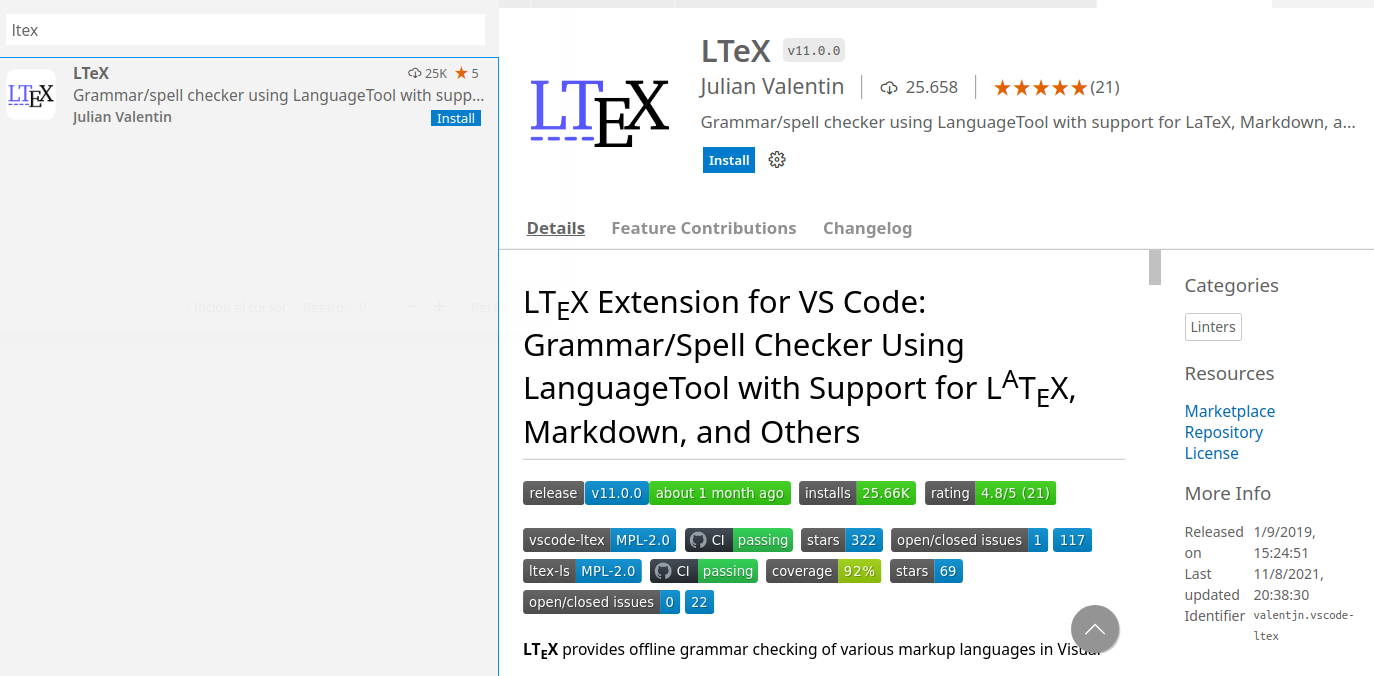 ltex
LTeX
25K ★ 5
Grammar/spell checker using LanguageTool with supp...
Julian Valentin
Install
LTEX
LTEX
LTeX v11.0.0
Julian Valentin | 25.658 | ★★★★★(21)
Grammar/spell checker using LanguageTool with support for LaTeX, Markdown, a...
Install
Details Feature Contributions Changelog
Inclou el cursor Retard: 0 − +
LTEX Extension for VS Code:
Grammar/Spell Checker Using
LanguageTool with Support for LATEX,
Markdown, and Others
release v11.0.0 about 1 month ago installs 25.66K rating 4.8/5 (21)
vscode-ltex MPL-2.0 CI passing stars 322 open/closed issues 1 117
ltex-ls MPL-2.0 CI passing coverage 92% stars 69
open/closed issues 0 22
LTEX provides offline grammar checking of various markup languages in Visual
Categories
Linters
Resources
Marketplace
Repository
License
More Info
Released on 1/9/2019, 15:24:51
Last updated 11/8/2021, 20:38:30
Identifier valentjn.vscode-ltex